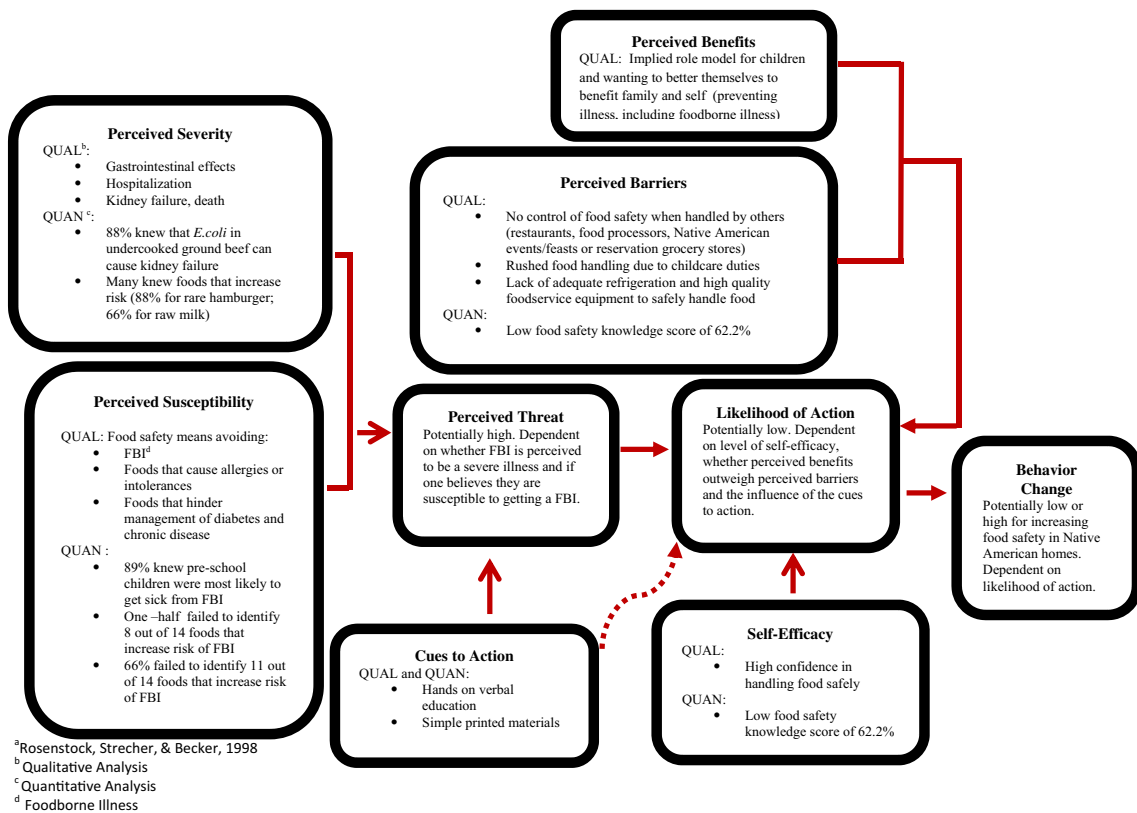 Perceived Benefits
QUAL: Implied role model for children
and wanting to better themselves to
benefit family and self (preventing
illness, including foodborne illness)
Perceived Severity
QUALb:
• Gastrointestinal effects
• Hospitalization
• Kidney failure, death
QUAN c:
• 88% knew that E.coli in
undercooked ground beef can
cause kidney failure
• Many knew foods that increase
risk (88% for rare hamburger;
66% for raw milk)
Perceived Barriers
QUAL:
• No control of food safety when handled by others
(restaurants, food processors, Native American
events/feasts or reservation grocery stores)
• Rushed food handling due to childcare duties
• Lack of adequate refrigeration and high quality
foodservice equipment to safely handle food
QUAN:
• Low food safety knowledge score of 62.2%
Perceived Susceptibility
QUAL: Food safety means avoiding:
• FBId
• Foods that cause allergies or
intolerances
• Foods that hinder
management of diabetes and
chronic disease
QUAN :
• 89% knew pre-school
children were most likely to
get sick from FBI
• One –half failed to identify
8 out of 14 foods that
increase risk of FBI
• 66% failed to identify 11 out
of 14 foods that increase risk
of FBI
Perceived Threat
Potentially high. Dependent
on whether FBI is perceived
to be a severe illness and if
one believes they are
susceptible to getting a FBI.
Likelihood of Action
Potentially low. Dependent
on level of self-efficacy,
whether perceived benefits
outweigh perceived barriers
and the influence of the cues
to action.
Behavior
Change
Potentially low or
high for increasing
food safety in Native
American homes.
Dependent on
likelihood of action.
Cues to Action
QUAL and QUAN:
• Hands on verbal
education
• Simple printed materials
Self-Efficacy
QUAL:
• High confidence in
handling food safely
QUAN:
• Low food safety
knowledge score of 62.2%
aRosenstock, Strecher, & Becker, 1998
b Qualitative Analysis
c Quantitative Analysis
d Foodborne Illness